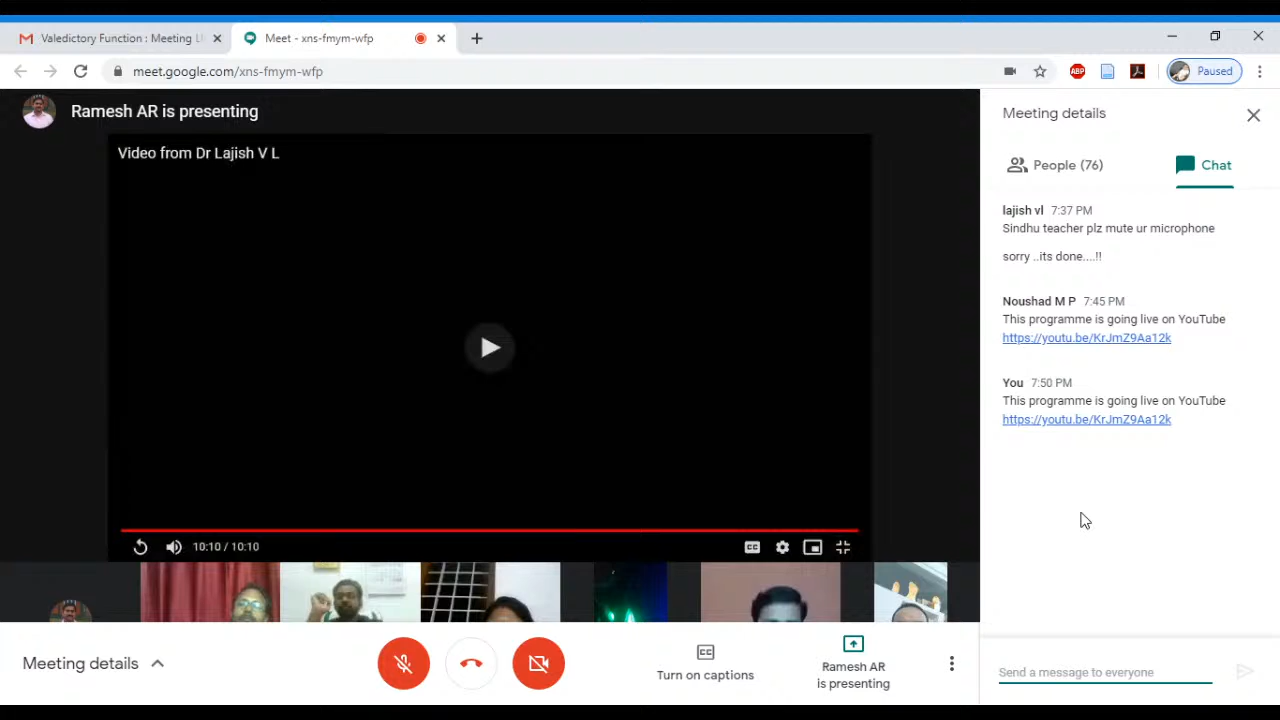 Valedictory Function : Meeting Li
Meet - xns-fmym-wfp
meet.google.com/xns-fmym-wfp
ABP
Paused
Ramesh AR is presenting
Video from Dr Lajish V L
10:10 / 10:10
CC
Meeting details
CC
Turn on captions
Ramesh AR
is presenting
Meeting details
People (76)
Chat
lajish vl 7:37 PM
Sindhu teacher plz mute ur microphone
sorry ..its done....!!
Noushad M P 7:45 PM
This programme is going live on YouTube
https://youtu.be/KrJmZ9Aa12k
You 7:50 PM
This programme is going live on YouTube
https://youtu.be/KrJmZ9Aa12k
Send a message to everyone